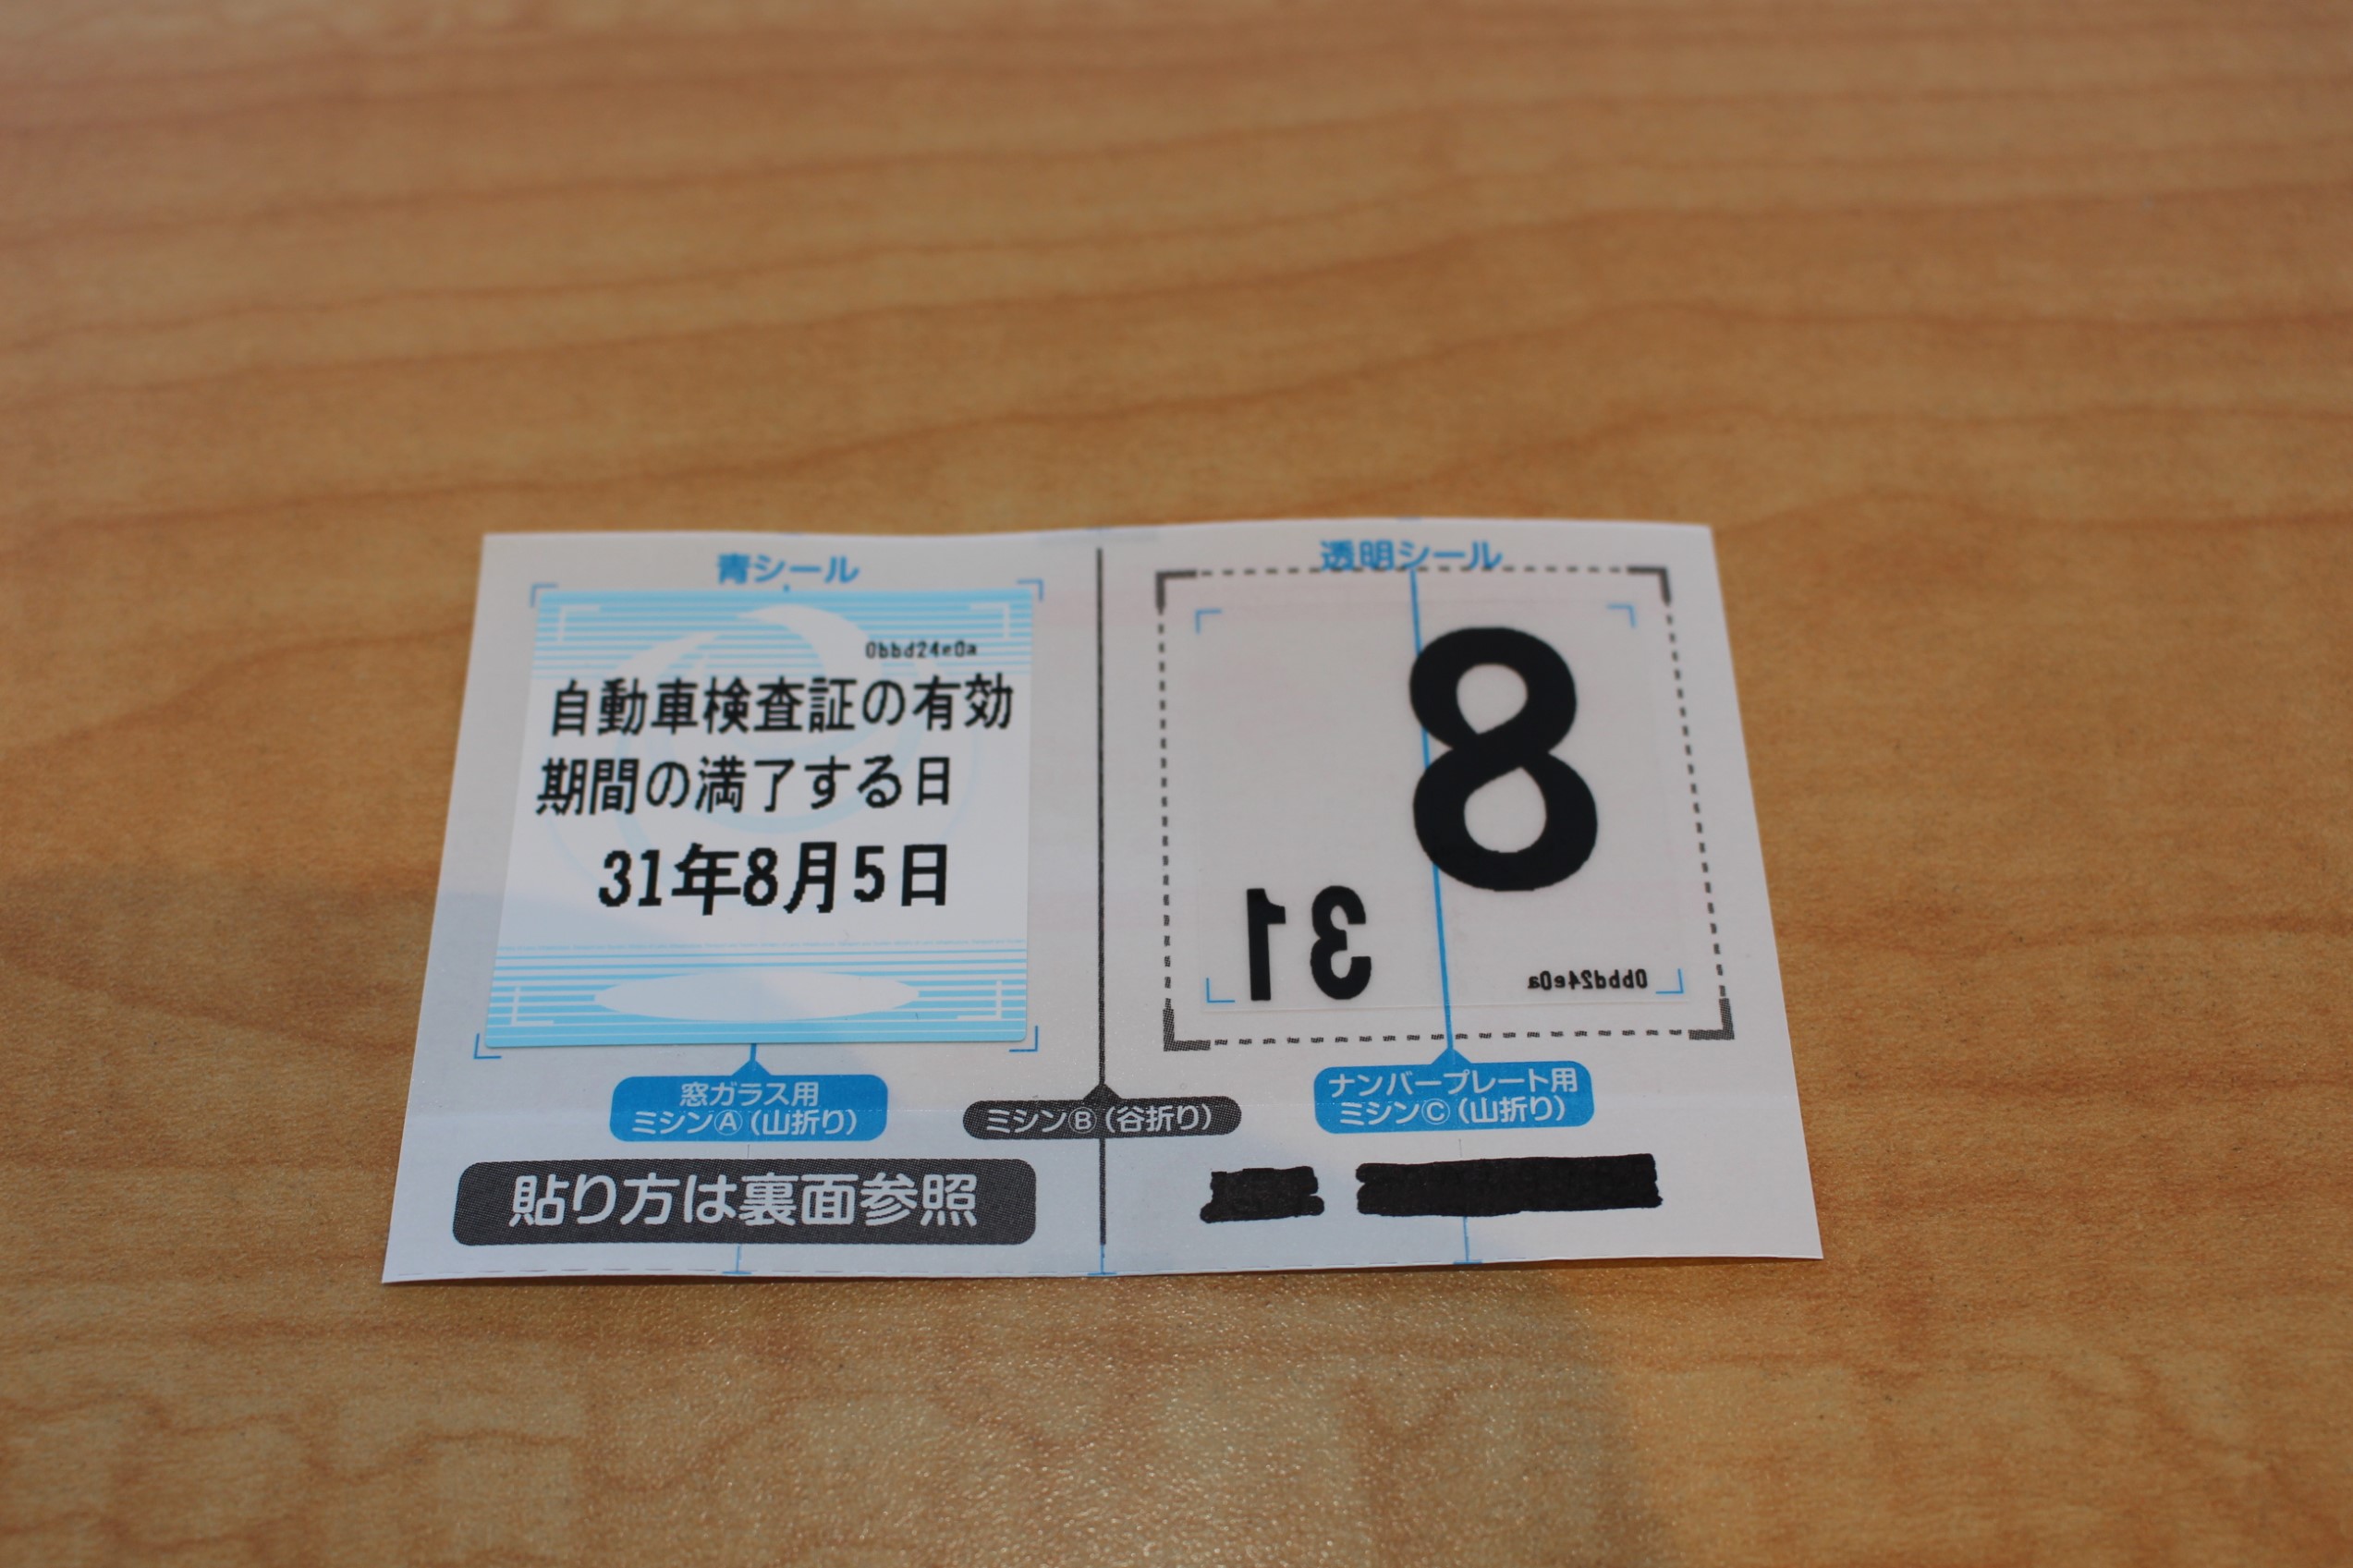 青シール
0bbd24e0a
自動車検査証の有効
期間の満了する日
31年8月5日
窓ガラス用
ミシンⒶ(山折り)
ミシンⒷ(谷折り)
貼り方は裏面参照
透明シール
8
31
0bbd24e0a
ナンバープレート用
ミシンⒸ(山折り)